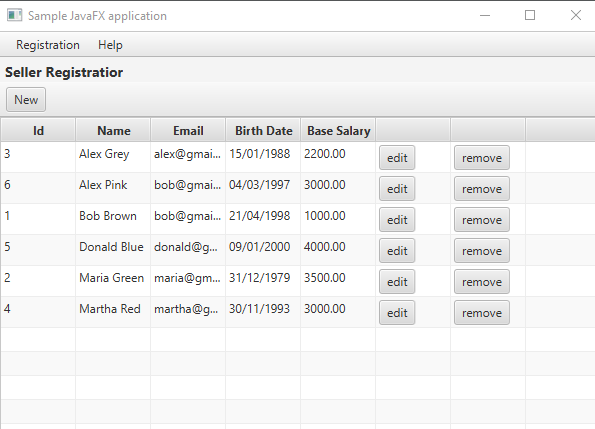 Sample JavaFX application
Registration Help
Seller Registratior
New
Id Name Email Birth Date Base Salary
3 Alex Grey alex@gmai... 15/01/1988 2200.00 edit remove
6 Alex Pink bob@gmai... 04/03/1997 3000.00 edit remove
1 Bob Brown bob@gmai... 21/04/1998 1000.00 edit remove
5 Donald Blue donald@g... 09/01/2000 4000.00 edit remove
2 Maria Green maria@gm... 31/12/1979 3500.00 edit remove
4 Martha Red martha@g... 30/11/1993 3000.00 edit remove